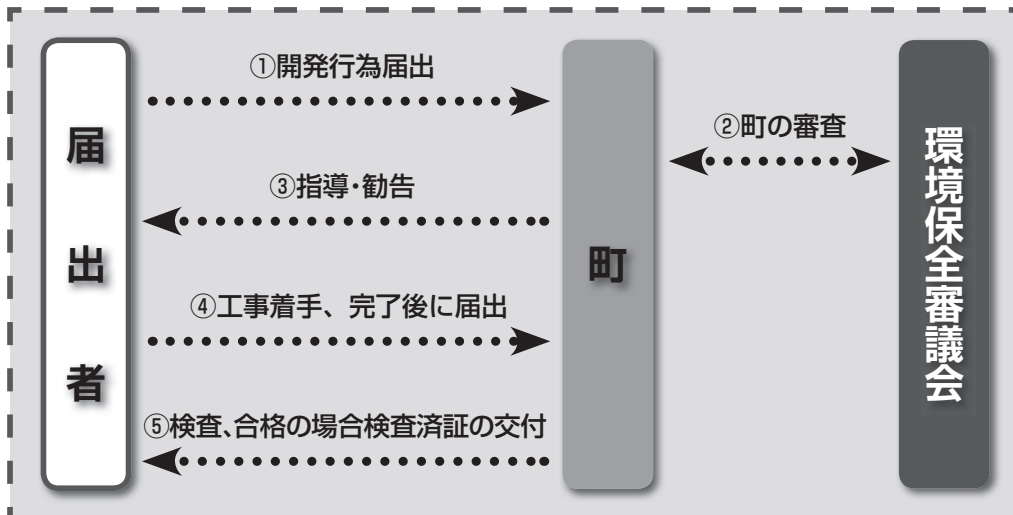 届出者
①開発行為届出
②町の審査
③指導・勧告
④工事着手、完了後に届出
⑤検査、合格の場合検査済証の交付
町
環境保全審議会